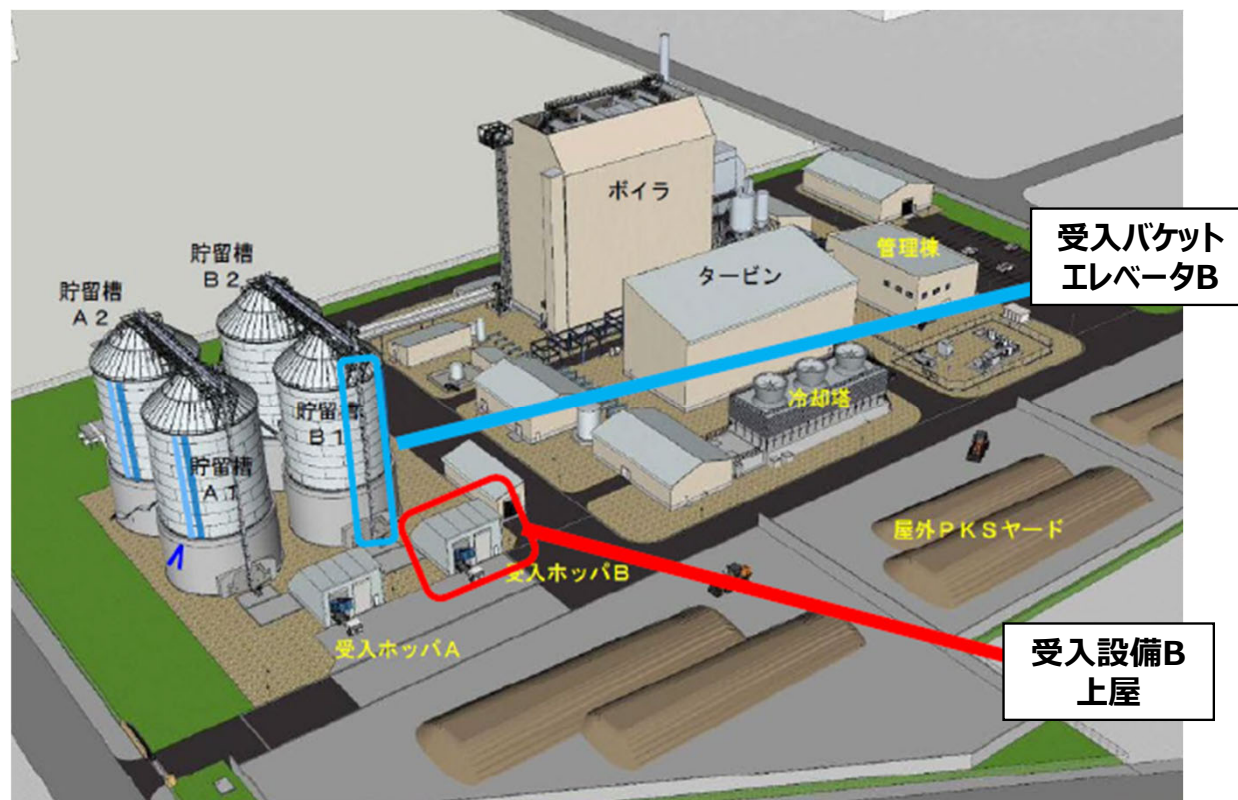 ボイラ
受入バケット
エレベータB
管理棟
貯留槽
B2
タービン
貯留槽
A2
冷却塔
貯留槽
B1
貯留槽
A1
屋外PKSヤード
受入ホッパB
受入ホッパA
受入設備B
上屋